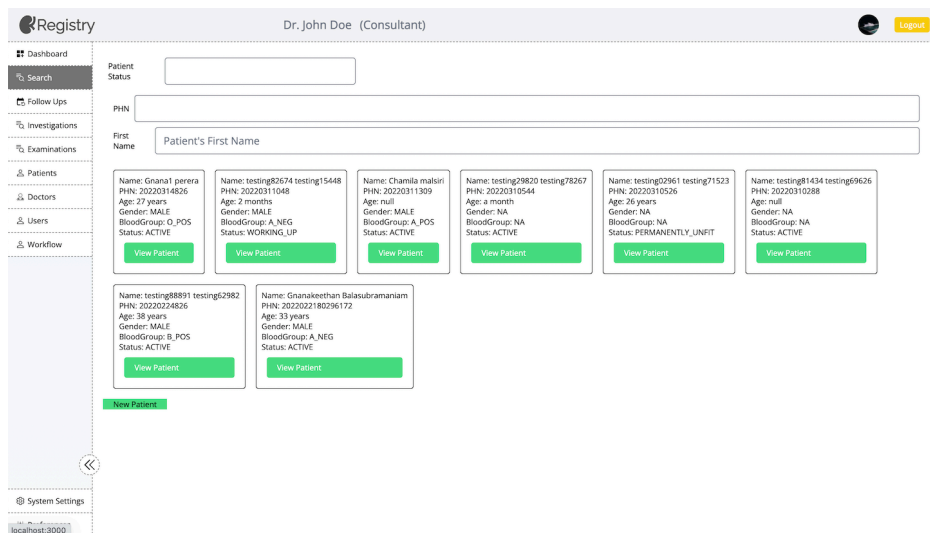 Registry
Dr. John Doe (Consultant)
Logout
Dashboard
Search
Follow Ups
Investigations
Examinations
Patients
Doctors
Users
Workflow
System Settings
localhost:3000
Patient
Status
PHN
First
Name
Patient's First Name
Name: Gnana1 perera
PHN: 20220314826
Age: 27 years
Gender: MALE
BloodGroup: O_POS
Status: ACTIVE
View Patient
Name: testing82674 testing15448
PHN: 20220311048
Age: 2 months
Gender: MALE
BloodGroup: A_NEG
Status: WORKING_UP
View Patient
Name: Chamila malsiri
PHN: 20220311309
Age: null
Gender: MALE
BloodGroup: A_POS
Status: ACTIVE
View Patient
Name: testing29820 testing78267
PHN: 20220310544
Age: a month
Gender: NA
BloodGroup: NA
Status: ACTIVE
View Patient
Name: testing02961 testing71523
PHN: 20220310526
Age: 26 years
Gender: NA
BloodGroup: NA
Status: PERMANENTLY_UNFIT
View Patient
Name: testing81434 testing69626
PHN: 20220310288
Age: null
Gender: NA
BloodGroup: NA
Status: ACTIVE
View Patient
Name: testing88891 testing62982
PHN: 20220224826
Age: 38 years
Gender: MALE
BloodGroup: B_POS
Status: ACTIVE
View Patient
Name: Gnanakeethan Balasubramaniam
PHN: 2022022180296172
Age: 33 years
Gender: MALE
BloodGroup: A_NEG
Status: ACTIVE
View Patient
New Patient